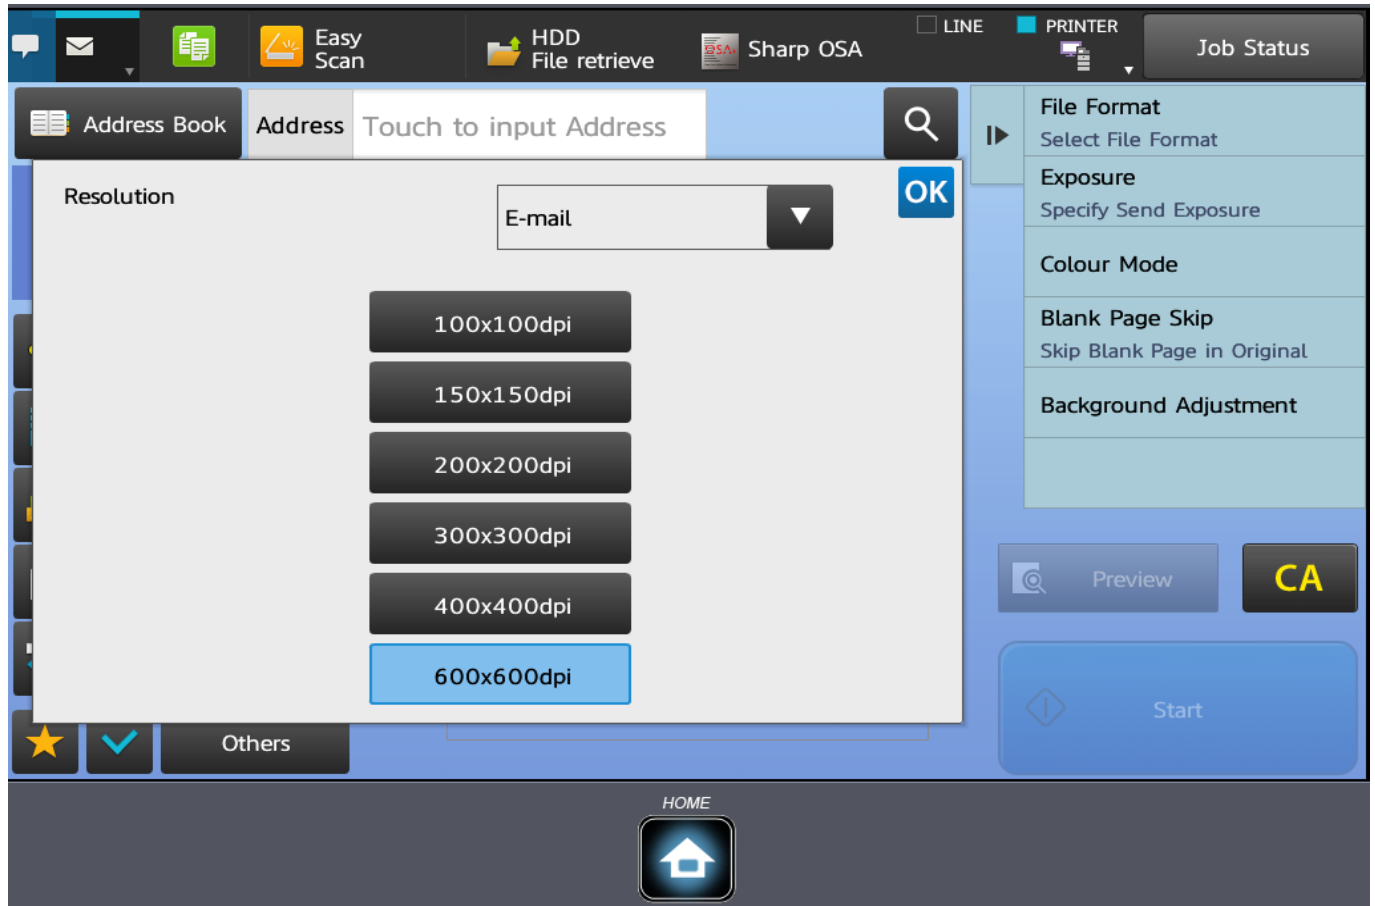 Easy
Scan
HDD
File retrieve
OSA
Sharp OSA
LINE
PRINTER
Job Status
Address Book
Address
Touch to input Address
File Format
Select File Format
Resolution
E-mail
OK
Exposure
Specify Send Exposure
Colour Mode
100x100dpi
150x150dpi
200x200dpi
300x300dpi
400x400dpi
600x600dpi
Blank Page Skip
Skip Blank Page in Original
Background Adjustment
Preview
CA
Start
Others
HOME